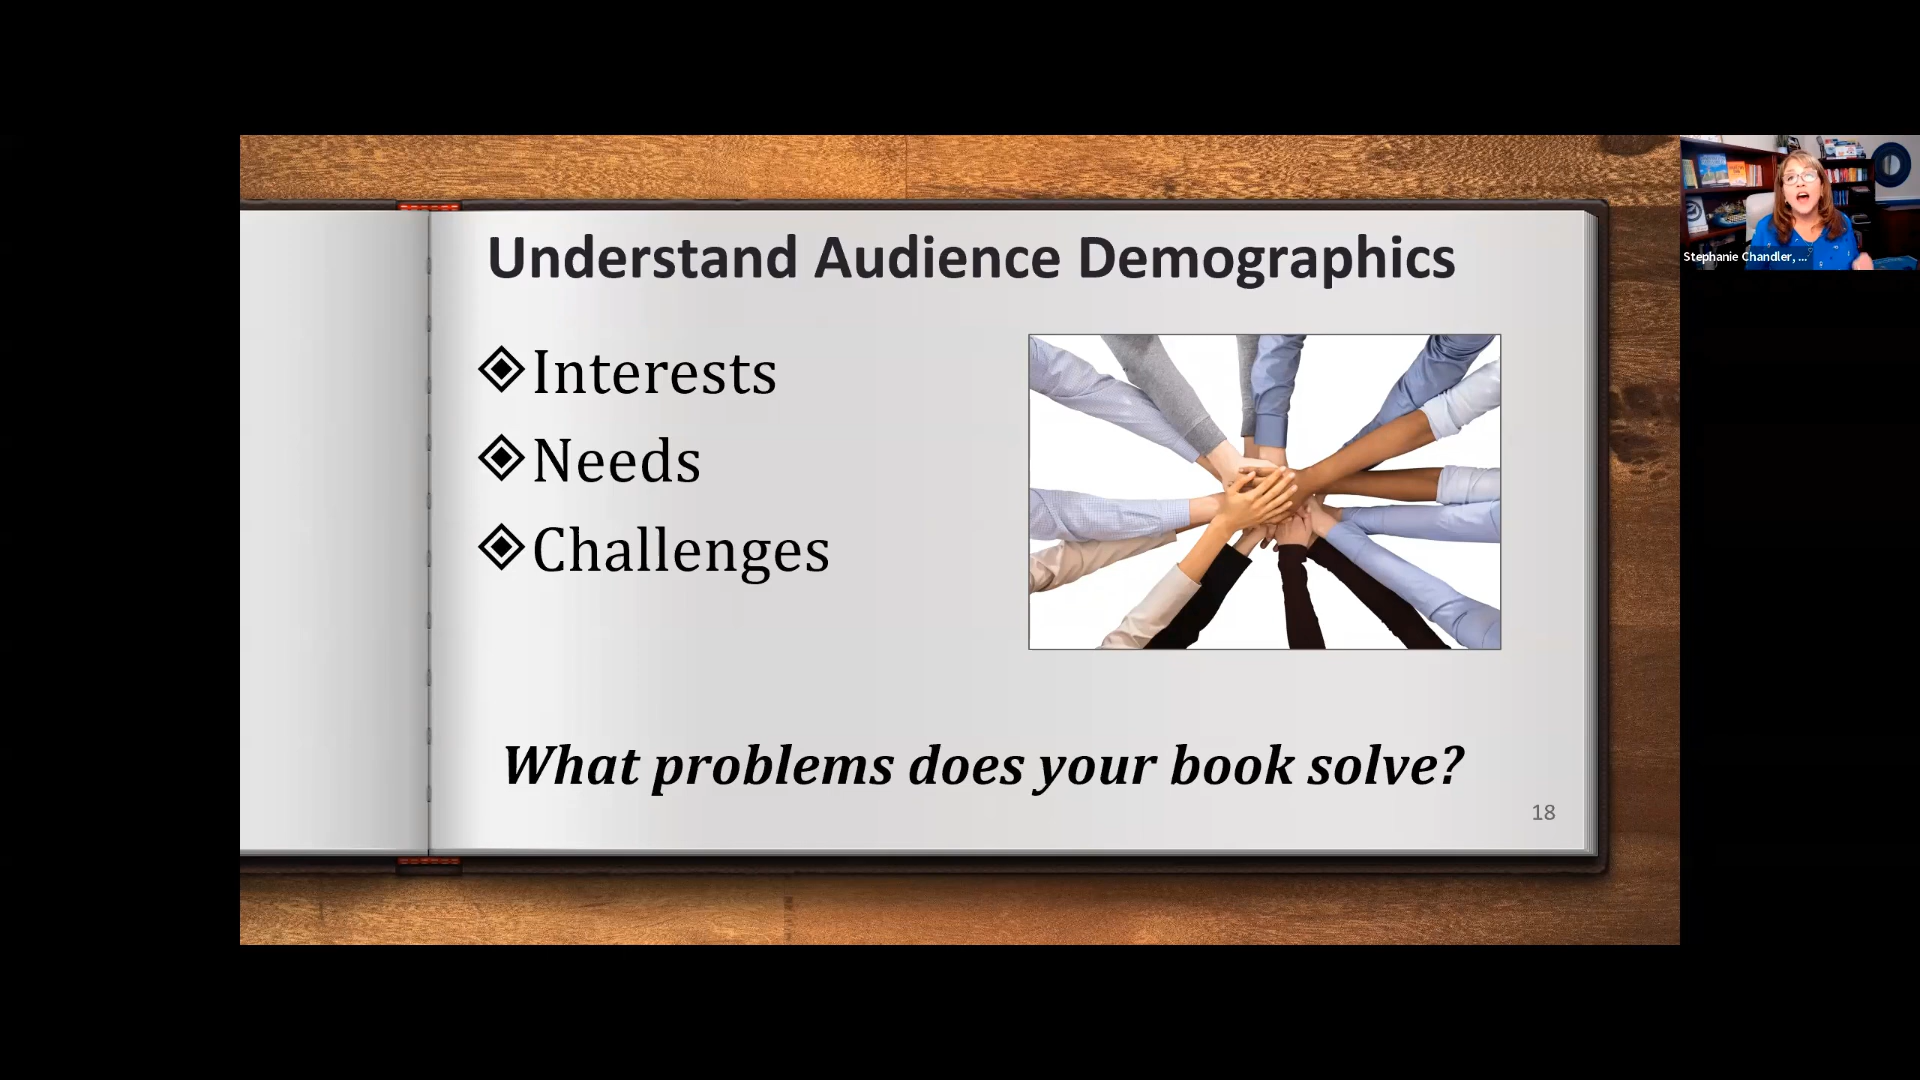 Understand Audience Demographics
Interests
Needs
Challenges
What problems does your book solve?
18
Stephanie Chandler, ...